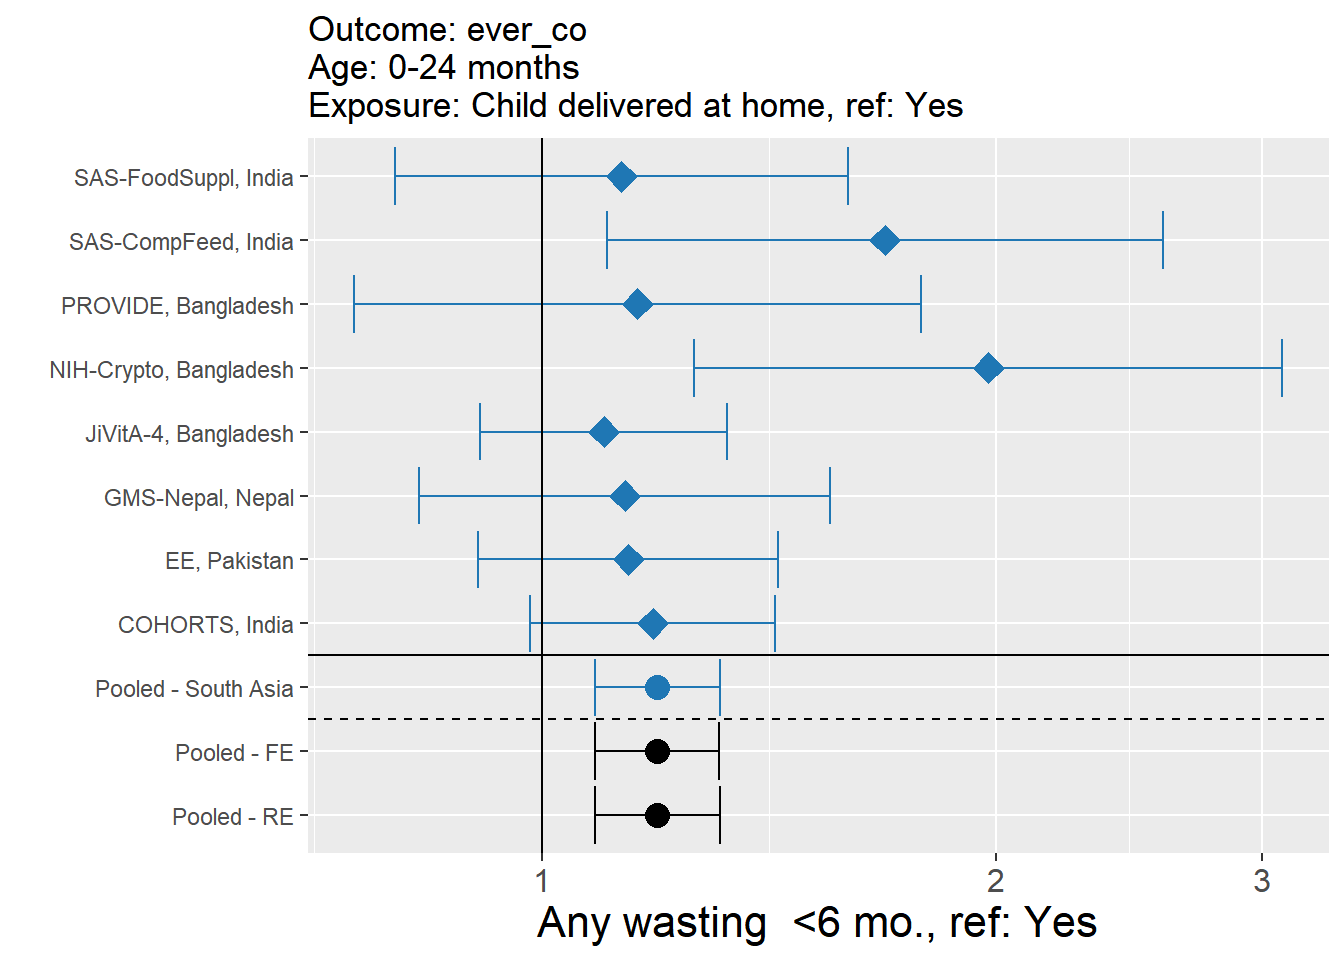 Outcome: ever_co
Age: 0-24 months
Exposure: Child delivered at home, ref: Yes
SAS-FoodSuppl, India
SAS-CompFeed, India
PROVIDE, Bangladesh
NIH-Crypto, Bangladesh
JiVitA-4, Bangladesh
GMS-Nepal, Nepal
EE, Pakistan
COHORTS, India
Pooled - South Asia
Pooled - FE
Pooled - RE
1 2 3
Any wasting  <6 mo., ref: Yes